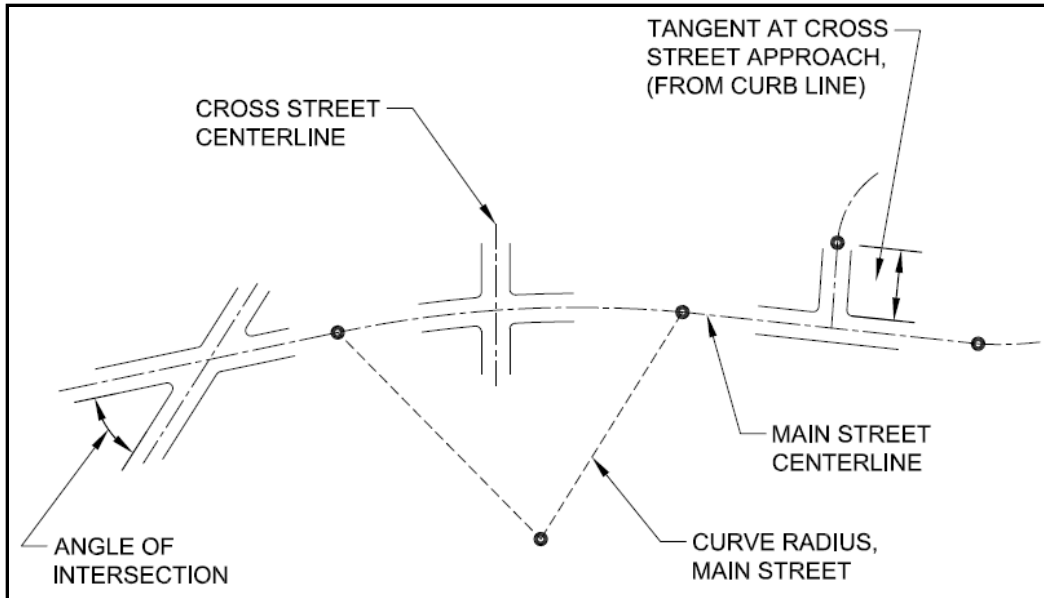 TANGENT AT CROSS
STREET APPROACH,
(FROM CURB LINE)
CROSS STREET
CENTERLINE
MAIN STREET
CENTERLINE
ANGLE OF
INTERSECTION
CURVE RADIUS,
MAIN STREET